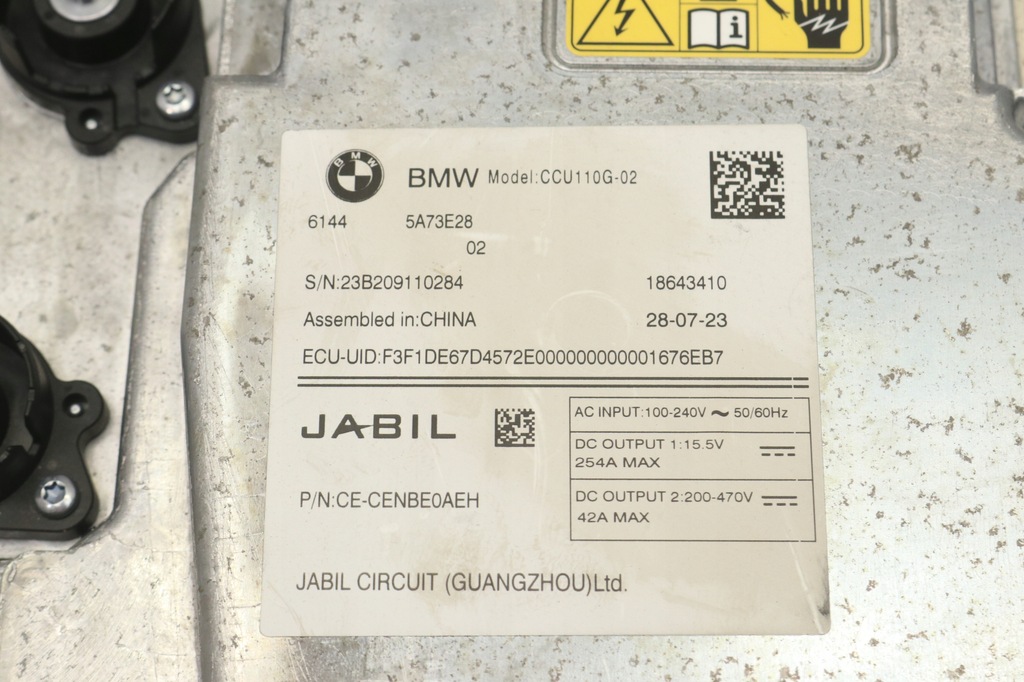 BMW
BMW Model:CCU110G-02
6144 5A73E28
02
S/N:23B209110284 18643410
Assembled in:CHINA 28-07-23
ECU-UID:F3F1DE67D4572E000000000001676EB7
JABIL
AC INPUT:100-240V ~ 50/60Hz
DC OUTPUT 1:15.5V
254A MAX
P/N:CE-CENBE0AEH
DC OUTPUT 2:200-470V
42A MAX
JABIL CIRCUIT (GUANGZHOU)Ltd.